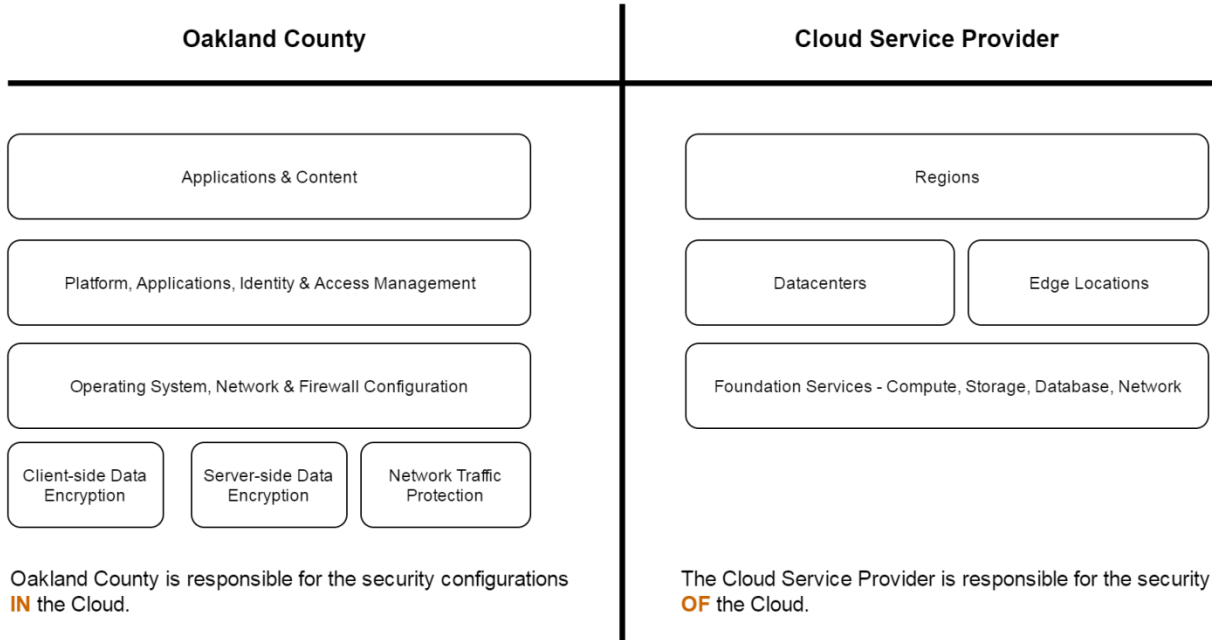 Oakland County
Cloud Service Provider
Applications & Content
Regions
Platform, Applications, Identity & Access Management
Datacenters
Edge Locations
Operating System, Network & Firewall Configuration
Foundation Services - Compute, Storage, Database, Network
Client-side Data
Encryption
Server-side Data
Encryption
Network Traffic
Protection
Oakland County is responsible for the security configurations
IN the Cloud.
The Cloud Service Provider is responsible for the security
OF the Cloud.